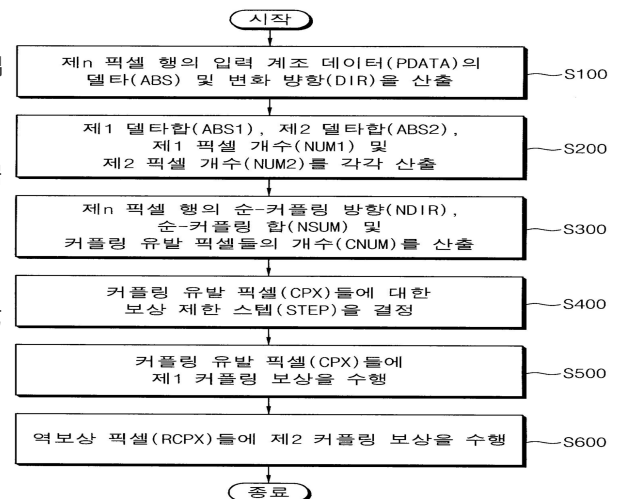 시작
제n 픽셀 행의 입력 계조 데이터(PDATA)의
델타(ABS) 및 변화 뱡향(DIR)을 산출
S100
제1 델타합(ABS1), 제2 델타합(ABS2),
제1 픽셀 개수(NUM1) 및
제2 픽셀 개수(NUM2)를 각각 산출
S200
제n 픽셀 행의 순-커플링 방향(NDIR),
순-커플링 합(NSUM) 및
커플링 유발 픽셀들의 개수(CNUM)를 산출
S300
커플링 유발 픽셀(CPX)들에 대한
보상 제한 스텝(STEP)을 결정
S400
커플링 유발 픽셀(CPX)들에
제1 커플링 보상을 수행
S500
역보상 픽셀(RCPX)들에 제2 커플링 보상을 수행
S600
종료